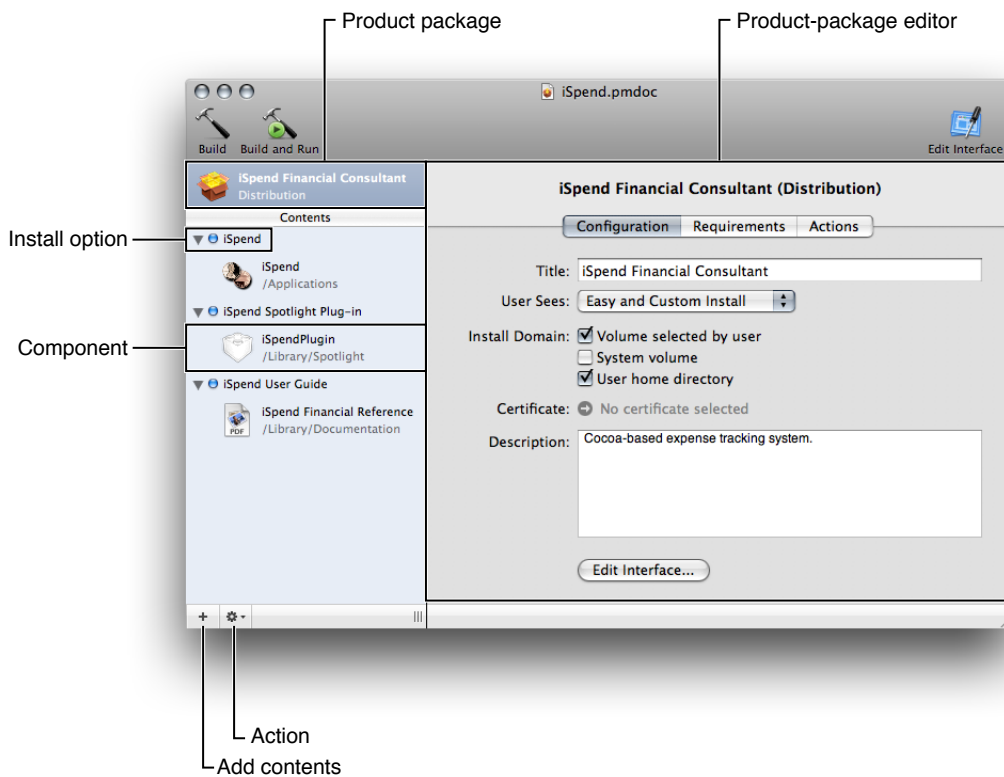 Product package
Product-package editor
iSpend.pmdoc
Build
Build and Run
Edit Interface
iSpend Financial Consultant
Distribution
Contents
Install option
iSpend
iSpend
/Applications
iSpend Spotlight Plug-in
Component
iSpendPlugin
/Library/Spotlight
iSpend User Guide
PDF
iSpend Financial Reference
/Library/Documentation
iSpend Financial Consultant (Distribution)
Configuration
Requirements
Actions
Title: iSpend Financial Consultant
User Sees: Easy and Custom Install
Install Domain: Volume selected by user
System volume
User home directory
Certificate: No certificate selected
Description: Cocoa-based expense tracking system.
Edit Interface...
Action
Add contents